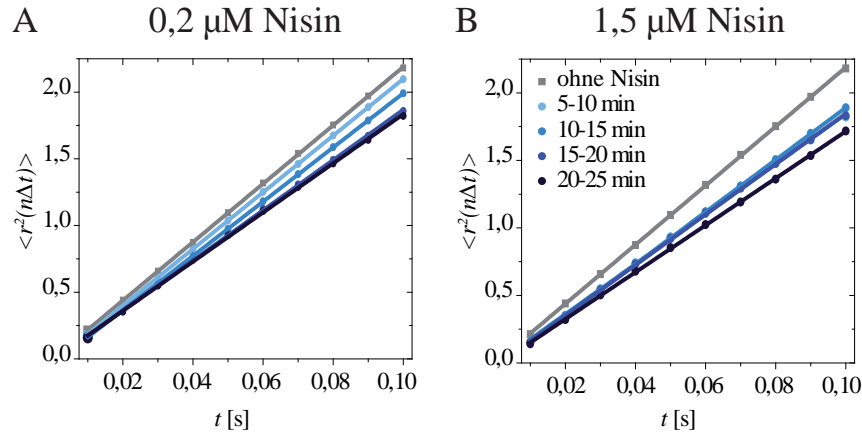 A
0,2 µM Nisin
2,0
1,5
1,0
0,5
0,0
<r²(nΔt)>
0,02 0,04 0,06 0,08 0,10
t [s]
B
1,5 µM Nisin
ohne Nisin
5-10 min
10-15 min
15-20 min
20-25 min
2,0
1,5
1,0
0,5
0,0
<r²(nΔt)>
0,02 0,04 0,06 0,08 0,10
t [s]